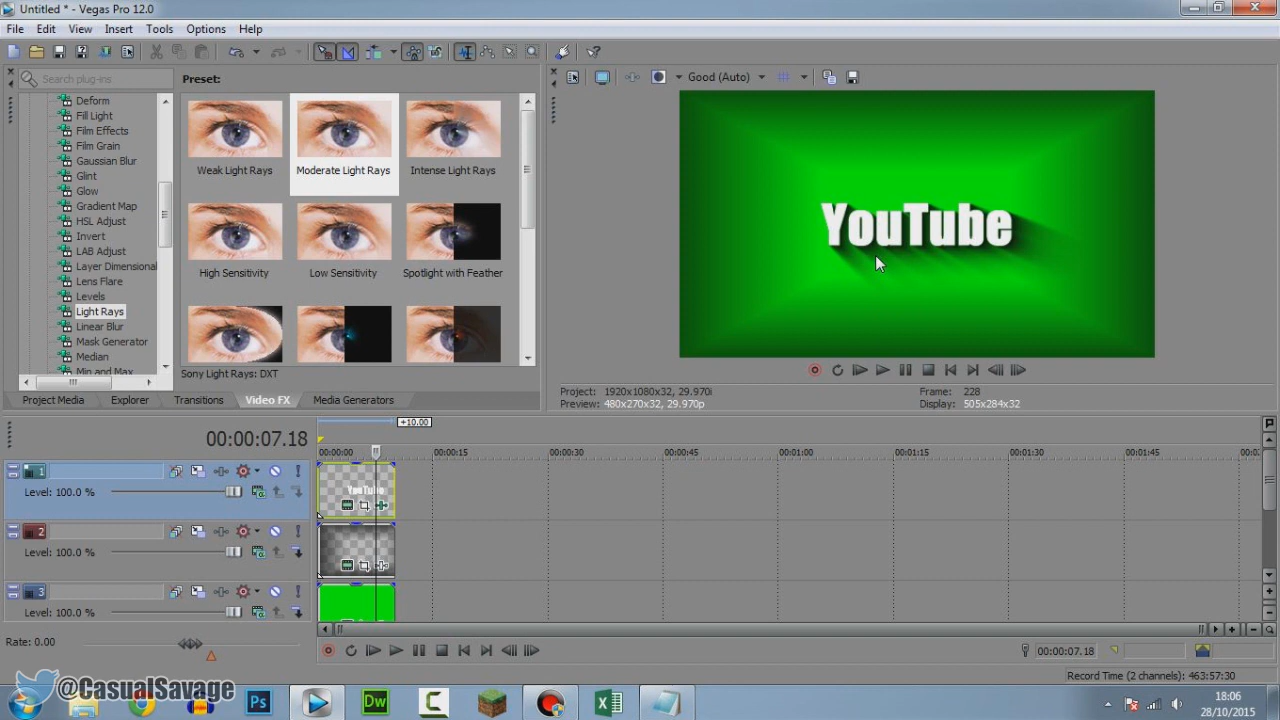 Untitled * - Vegas Pro 12.0
File Edit View Insert Tools Options Help
Search plug-ins
Preset:
Good (Auto)
Deform
Fill Light
Film Effects
Film Grain
Gaussian Blur
Glint
Glow
Gradient Map
HSL Adjust
Invert
LAB Adjust
Layer Dimensional
Lens Flare
Levels
Light Rays
Linear Blur
Mask Generator
Median
Min and Max
Weak Light Rays Moderate Light Rays Intense Light Rays
High Sensitivity Low Sensitivity Spotlight with Feather
Sony Light Rays: DXT
YouTube
Project Media Explorer Transitions Video FX Media Generators
Project: 1920x1080x32, 29.970i
Preview: 480x270x32, 29.970p
Frame: 228
Display: 505x284x32
00:00:07.18
+10.00
00:00:00 00:00:15 00:00:30 00:00:45 00:01:00 00:01:15 00:01:30 00:01:45
1
Level: 100.0 %
YouTube
2
Level: 100.0 %
3
Level: 100.0 %
Rate: 0.00
00:00:07.18
Record Time (2 channels): 463:57:30
@CasualSavage
Ps
Dw
C
18:06
28/10/2015